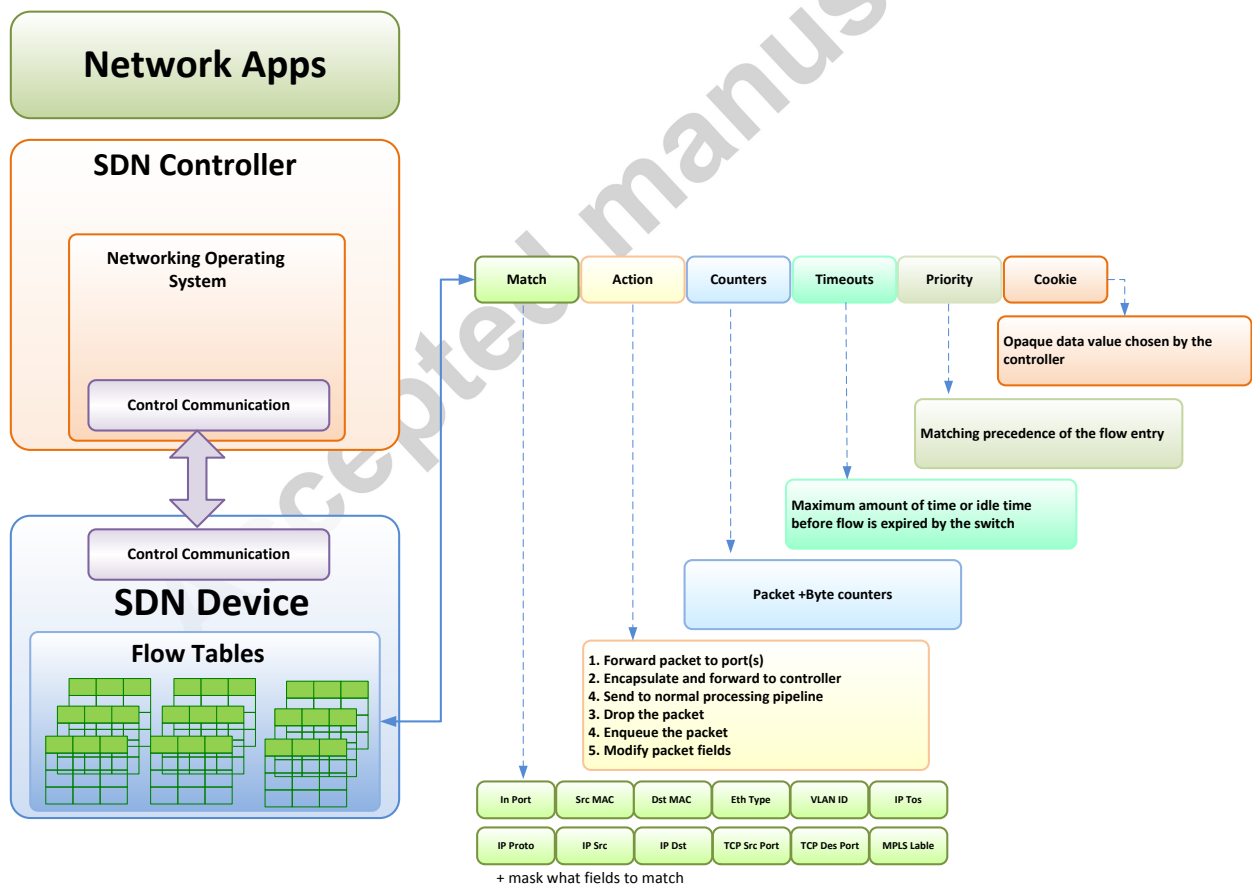 Network Apps
SDN Controller
Networking Operating
System
Control Communication
Control Communication
SDN Device
Flow Tables
Match
Action
Counters
Timeouts
Priority
Cookie
Opaque data value chosen by the
controller
Matching precedence of the flow entry
Maximum amount of time or idle time
before flow is expired by the switch
Packet +Byte counters
1. Forward packet to port(s)
2. Encapsulate and forward to controller
4. Send to normal processing pipeline
3. Drop the packet
4. Enqueue the packet
5. Modify packet fields
In Port
Src MAC
Dst MAC
Eth Type
VLAN ID
IP Tos
IP Proto
IP Src
IP Dst
TCP Src Port
TCP Des Port
MPLS Lable
+ mask what fields to match
Accepted manus